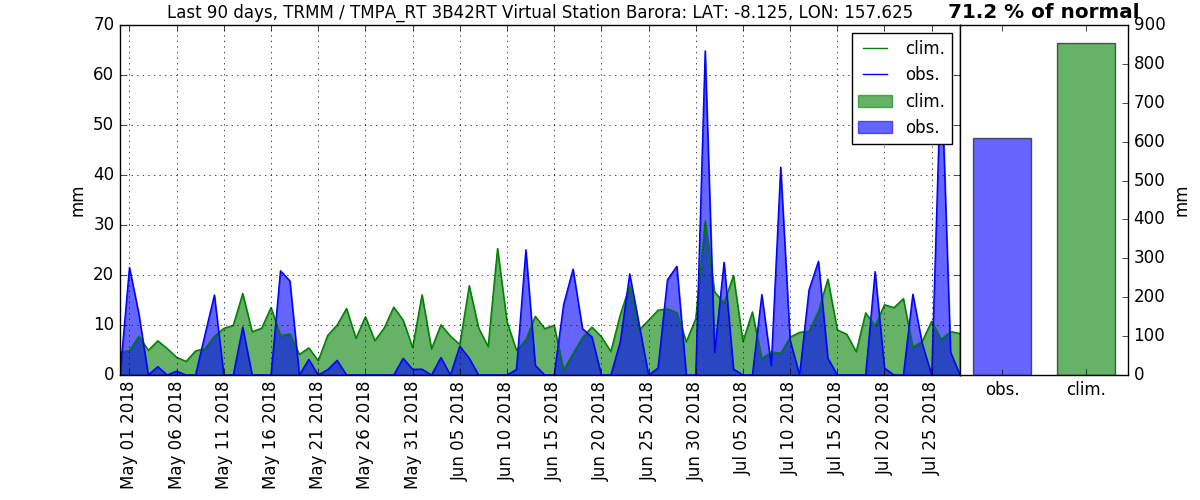 Last 90 days, TRMM / TMPA_RT 3B42RT Virtual Station Barora: LAT: -8.125, LON: 157.625
71.2 % of normal
70
60
50
40
30
20
10
0
mm
clim.
obs.
clim.
obs.
May 01 2018
May 06 2018
May 11 2018
May 16 2018
May 21 2018
May 26 2018
May 31 2018
Jun 05 2018
Jun 10 2018
Jun 15 2018
Jun 20 2018
Jun 25 2018
Jun 30 2018
Jul 05 2018
Jul 10 2018
Jul 15 2018
Jul 20 2018
Jul 25 2018
900
800
700
600
500
400
300
200
100
0
mm
obs.
clim.